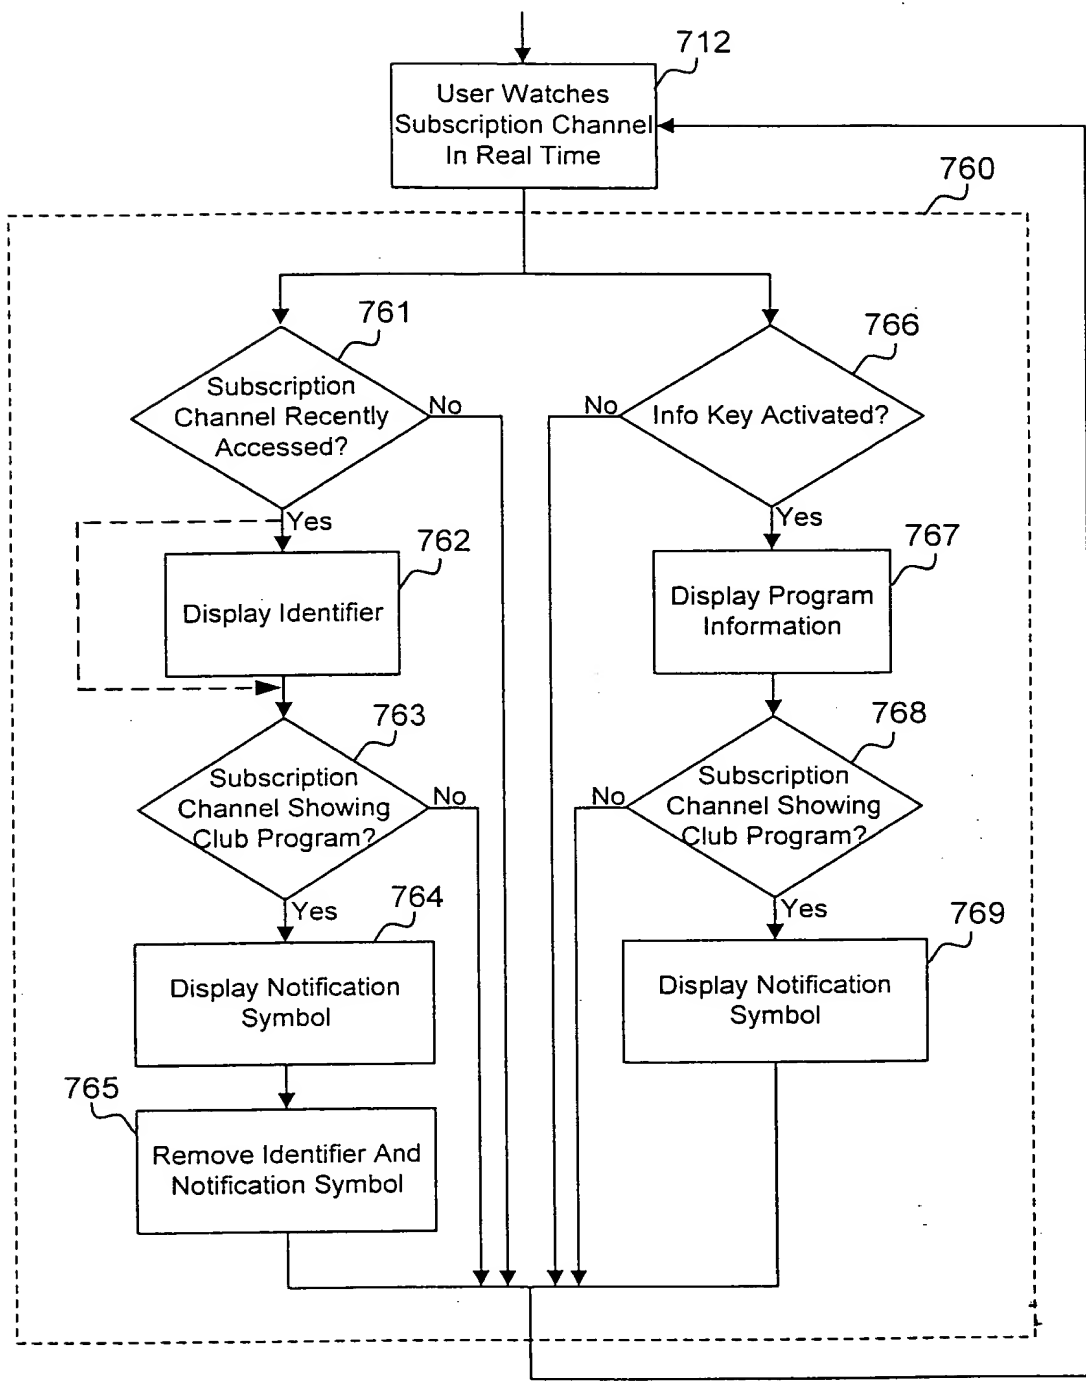 712
User Watches
Subscription Channel
In Real Time
760
761
Subscription
Channel Recently
Accessed?
No
Yes
766
Info Key Activated?
No
Yes
762
Display Identifier
767
Display Program
Information
763
Subscription
Channel Showing
Club Program?
No
Yes
768
Subscription
Channel Showing
Club Program?
No
Yes
764
Display Notification
Symbol
769
Display Notification
Symbol
765
Remove Identifier And
Notification Symbol